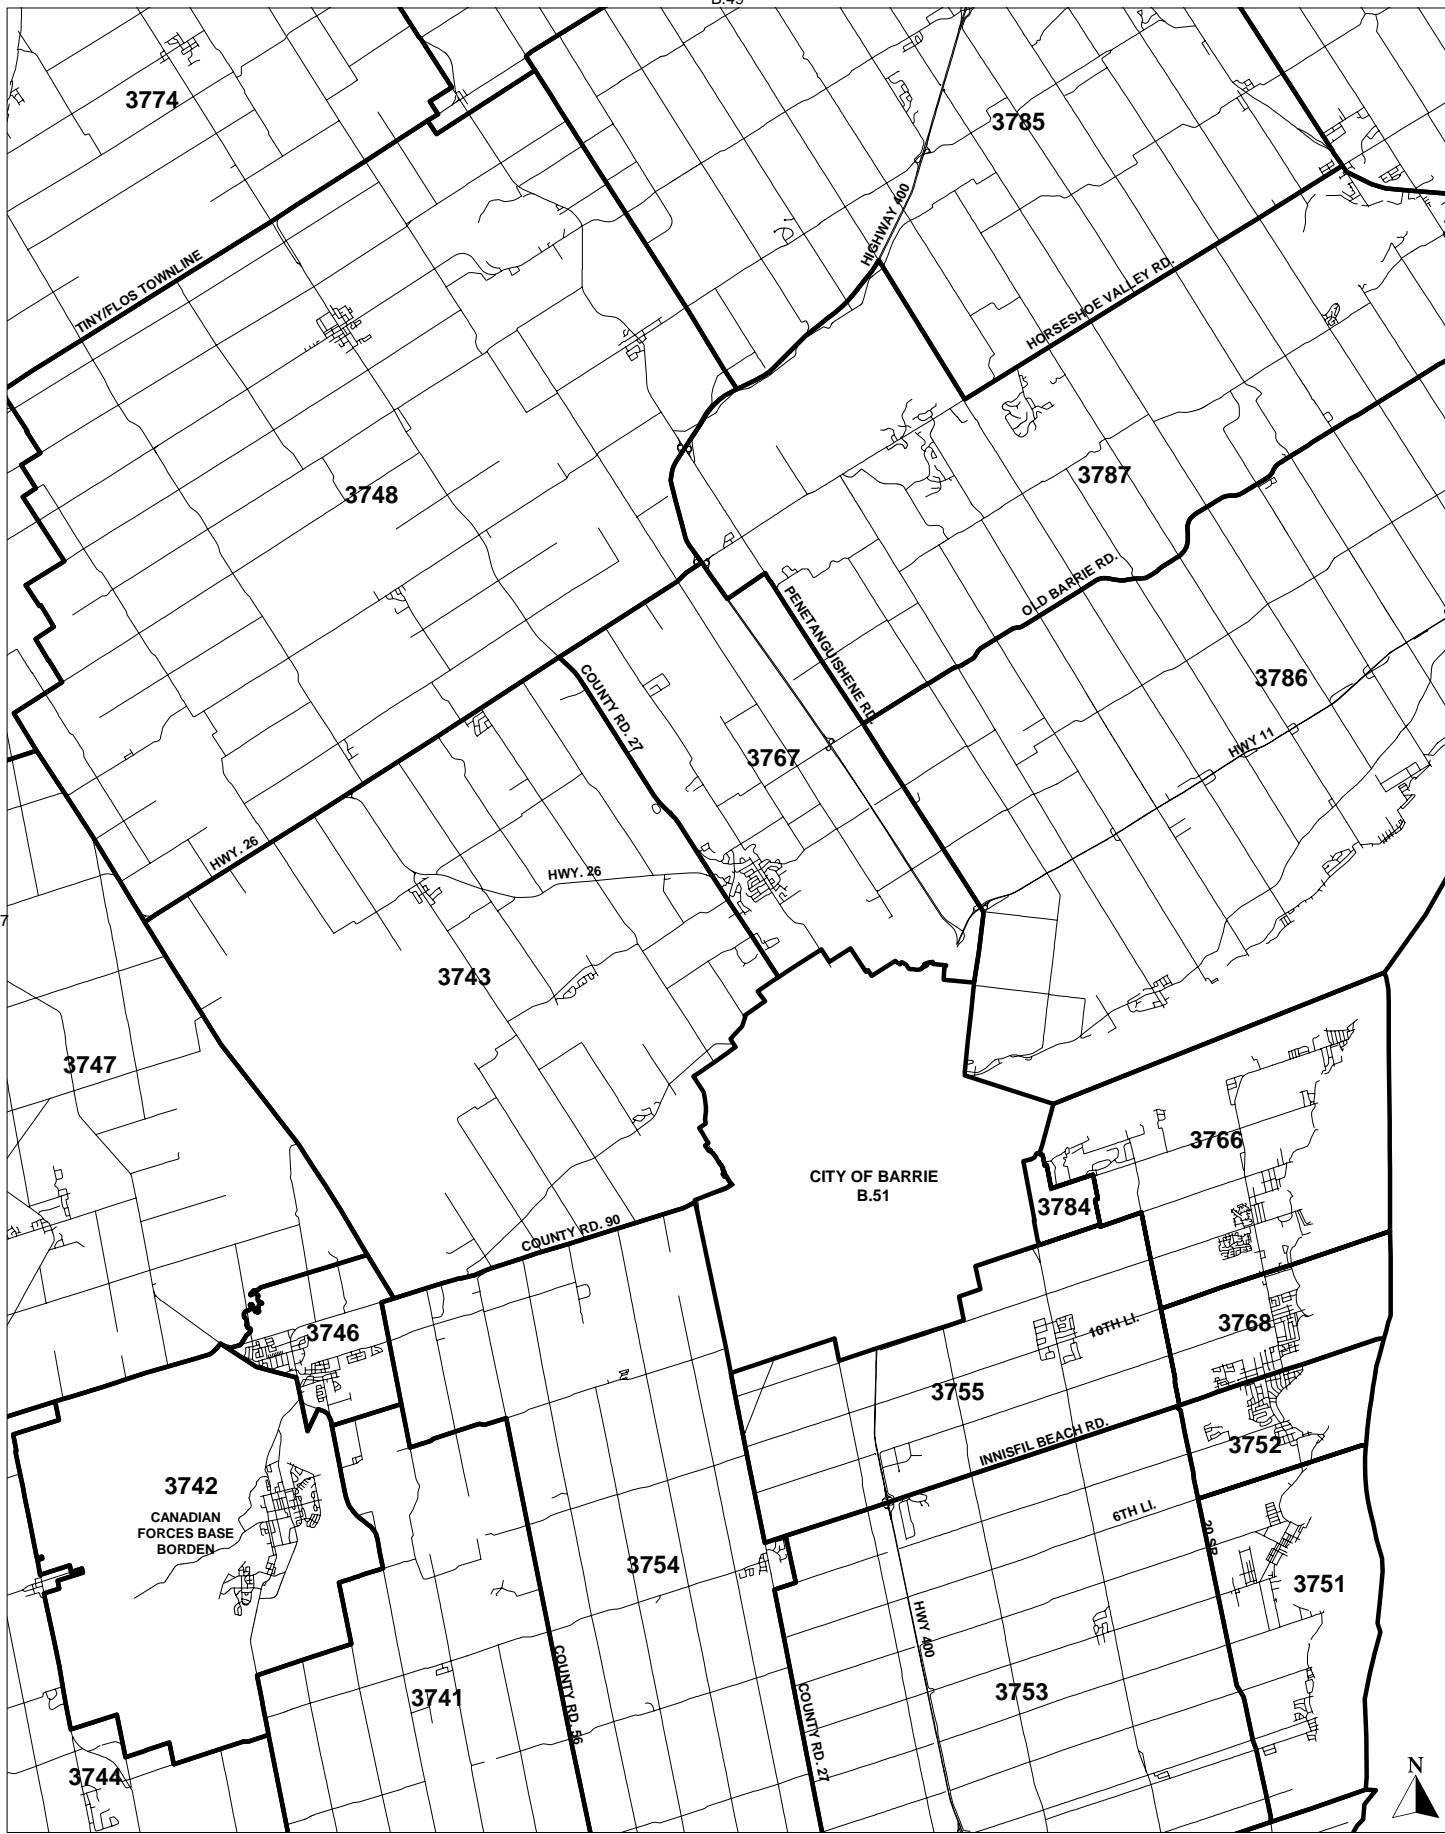 B.49
3774
3785
HIGHWAY 400
TINY/FLOS TOWNLINE
HORSESHOE VALLEY RD.
3748
3787
OLD BARRIE RD.
PENETANGUISHENE RD.
COUNTY RD. 27
3786
3767
HWY 11
HWY. 26
HWY. 26
7
3743
3747
3766
CITY OF BARRIE
B.51
3784
COUNTY RD. 90
3746
3768
10TH LI.
3755
INNISFIL BEACH RD.
3752
3742
CANADIAN
FORCES BASE
BORDEN
6TH LI.
20 SR
3754
3751
HWY 400
COUNTY RD. 56
3741
COUNTY RD. 27
3753
3744
N